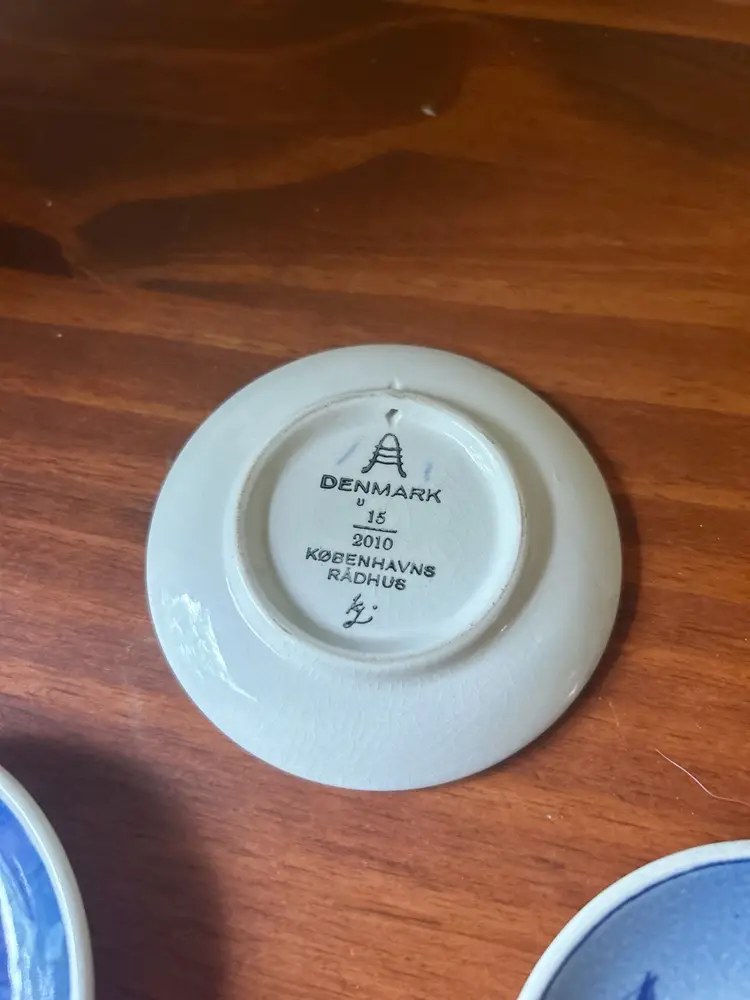 DENMARK
U
15
2010
KØBENHAVNS
RÅDHUS